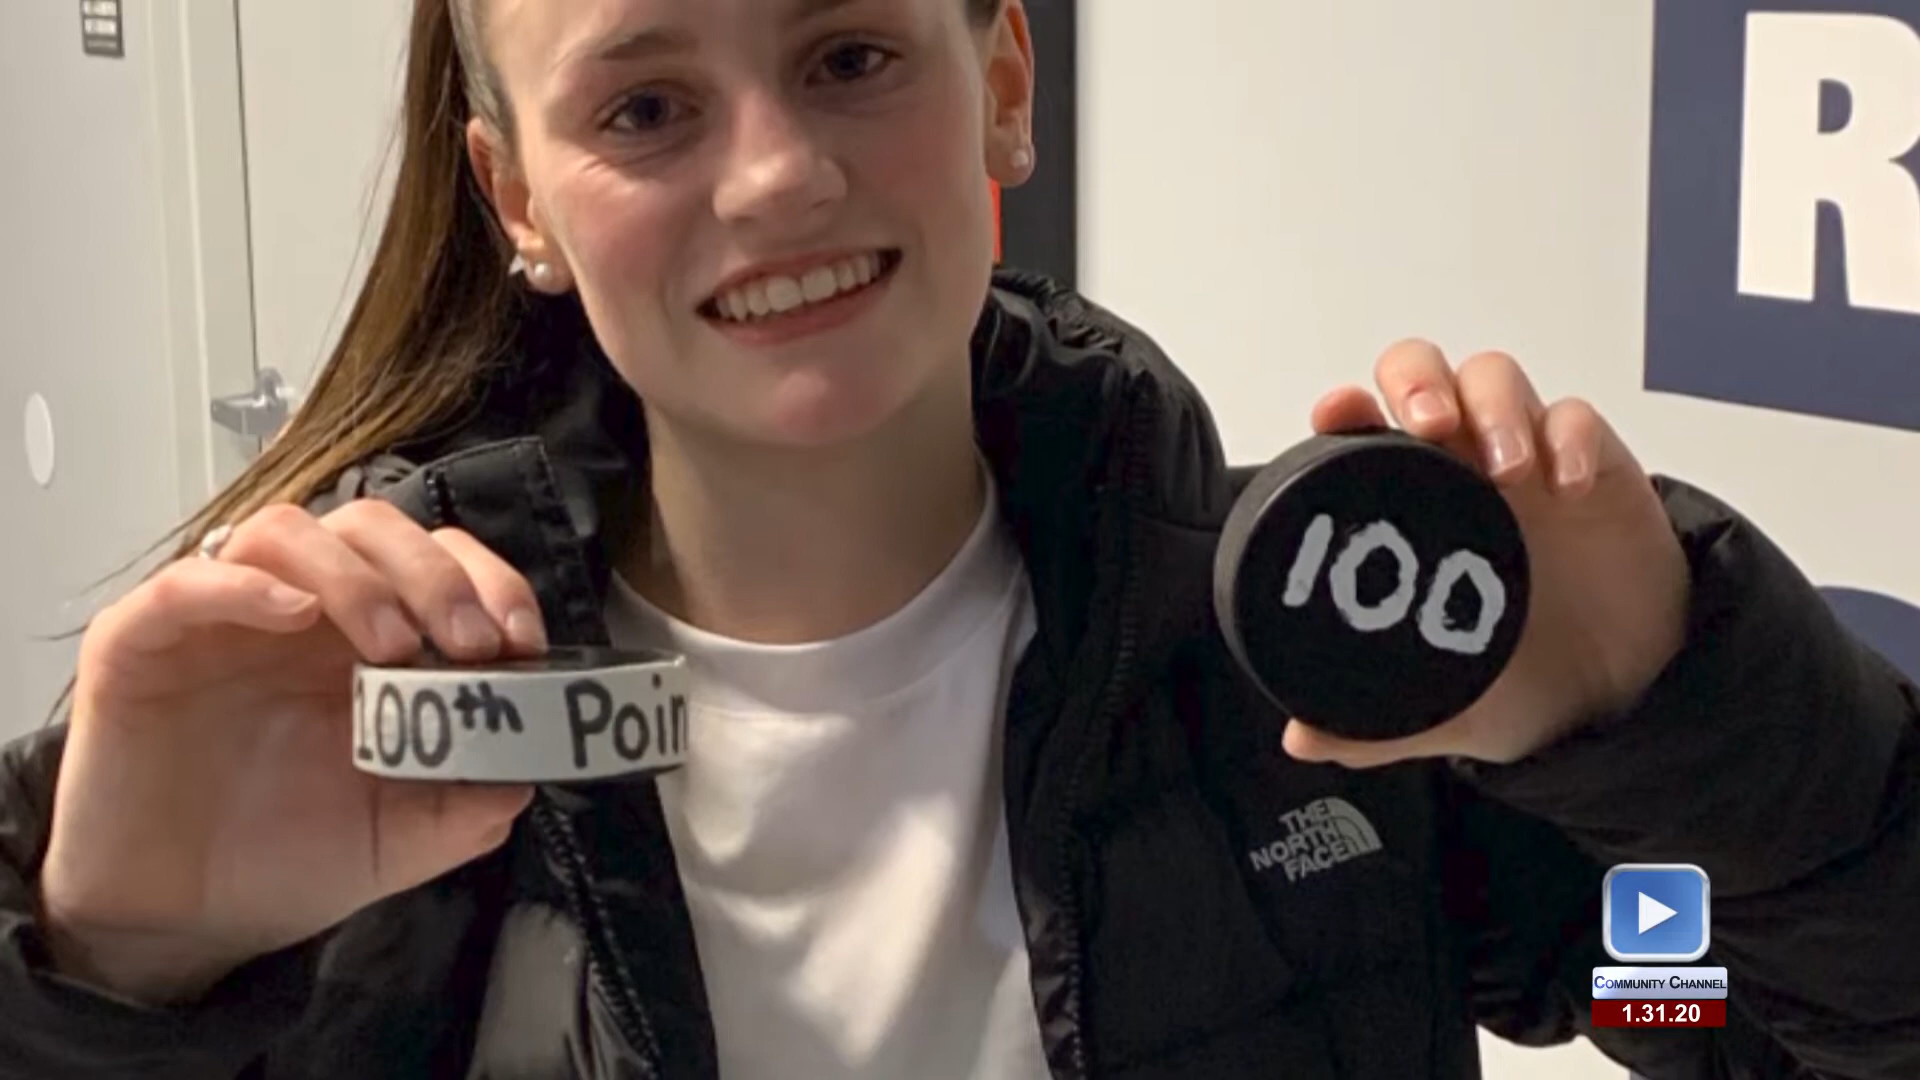 R
100th Poin
100
THE
NORTH
FACE
COMMUNITY CHANNEL
1.31.20